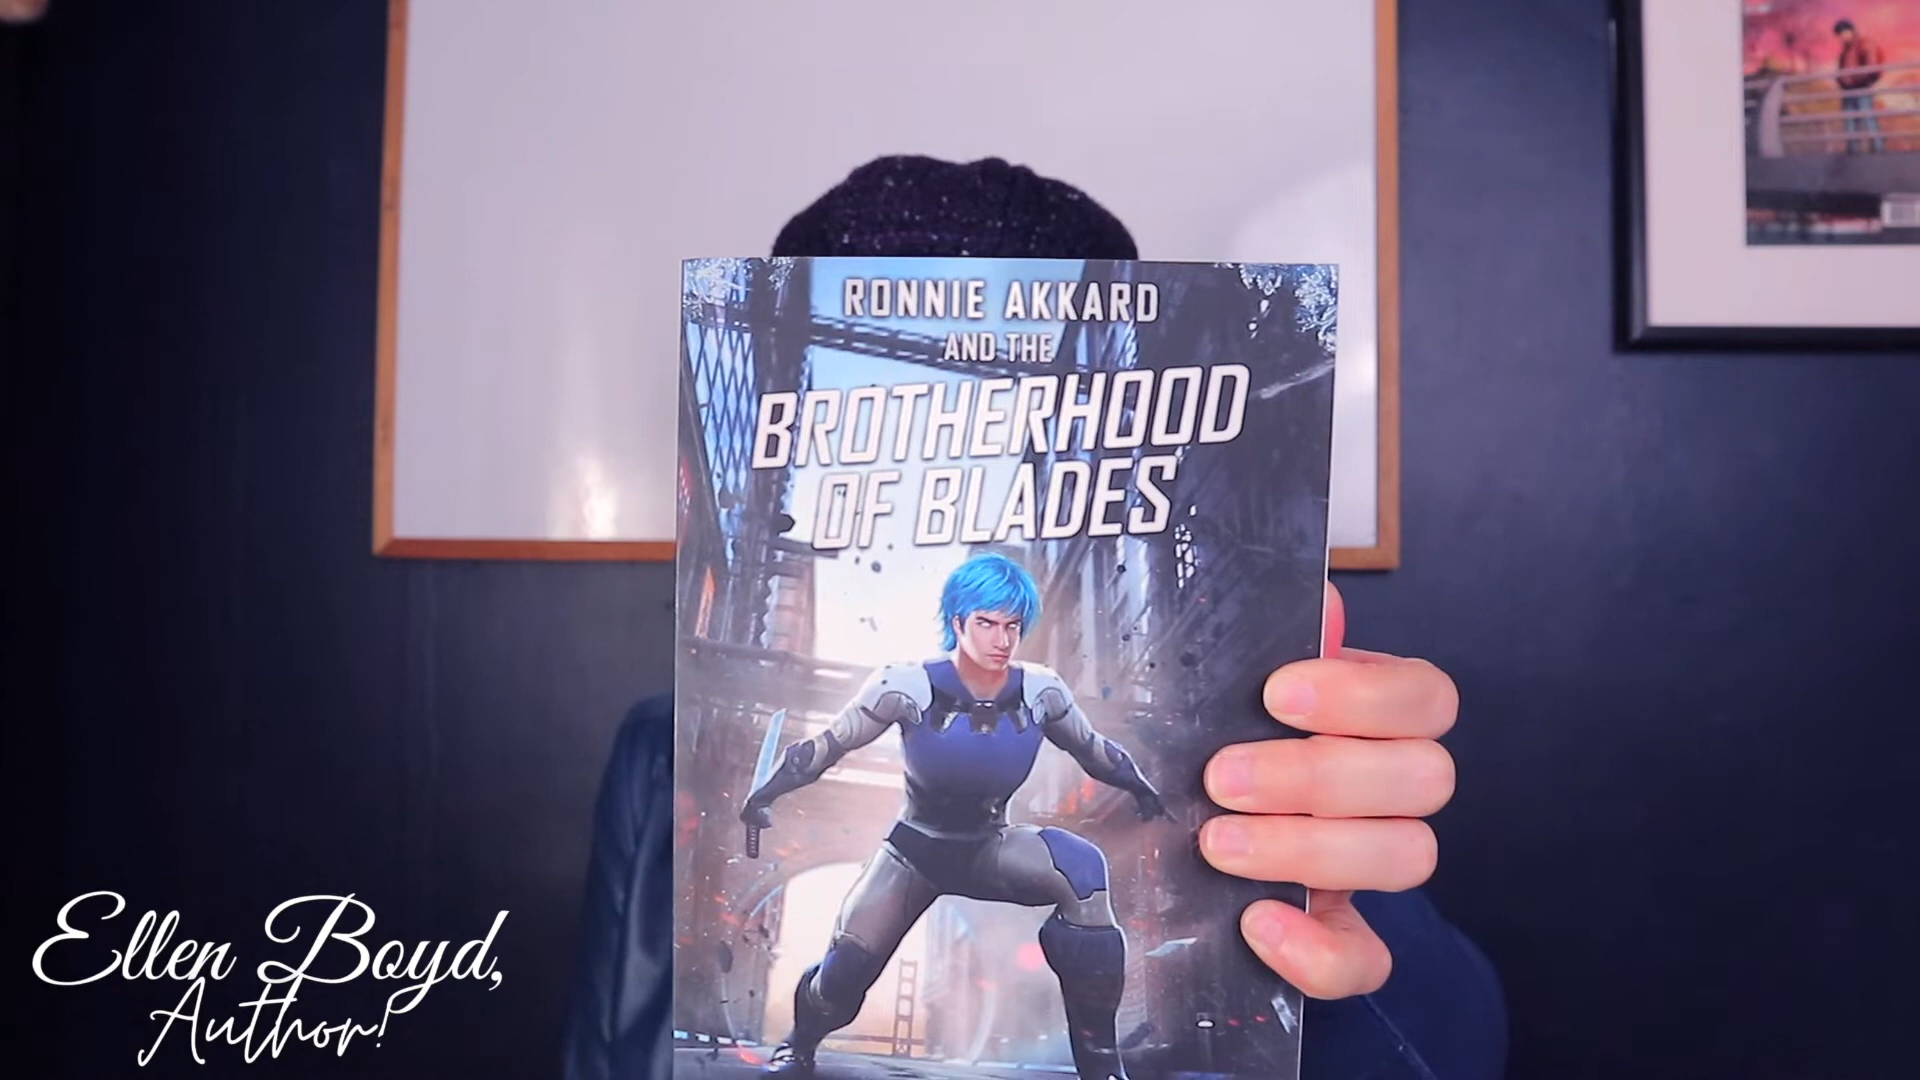 RONNIE AKKARD
AND THE
BROTHERHOOD
OF BLADES
Ellen Boyd,
Author!